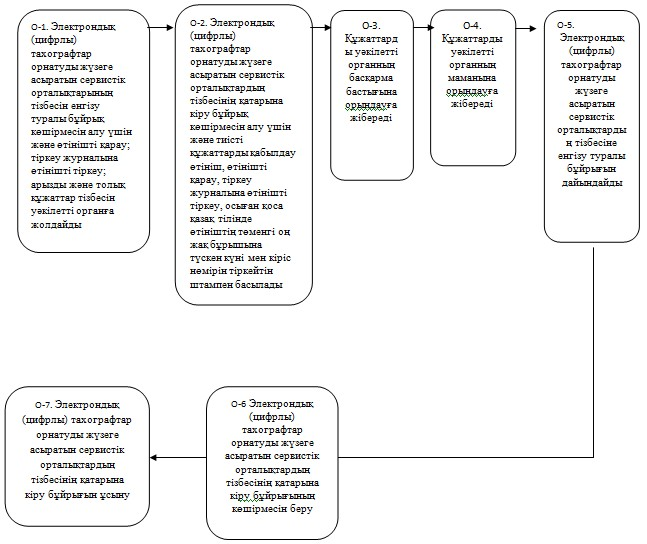 О-1. Электрондық
(цифрлы)
тахографтар
орнатуды жүзеге
асыратын сервистік
орталықтарының
тізбесін енгізу
туралы бұйрық
көшірмесін алу үшін
және өтінішті қарау;
тіркеу журналына
өтінішті тіркеу;
арызды және толық
құжаттар тізбесін
уәкілетті органға
жолдайды
О-2. Электрондық
(цифрлы)
тахографтар
орнатуды жүзеге
асыратын сервистік
орталықтардың
тізбесінің қатарына
кіру бұйрық
көшірмесін алу үшін
және тиісті
құжаттарды қабылдау
өтініш, өтінішті
қарау, тіркеу
журналына өтінішті
тіркеу, осыған қоса
қазақ тілінде
өтініштің төменгі оң
жақ бұрышына
түскен күні мен кіріс
нөмірін тіркейтін
штампен басылады
О-3.
Құжаттард
ы уәкілетті
органның
басқарма
бастығына
орындауға
жібереді
О-4.
Құжаттарды
уәкілетті
органның
маманына
орындауға
жібереді
О-5.
Электрондық
(цифрлы)
тахографтар
орнатуды
жүзеге
асыратын
сервистік
орталықтарды
ң тізбесіне
енгізу туралы
бұйрығын
дайындайды
О-7. Электрондық
(цифрлы) тахографтар
орнатуды жүзеге
асыратын сервистік
орталықтардың
тізбесінің қатарына
кіру бұйрығын ұсыну
О-6 Электрондық
(цифрлы)
тахографтар
орнатуды жүзеге
асыратын сервистік
орталықтардың
тізбесінің қатарына
кіру бұйрығының
көшірмесін беру